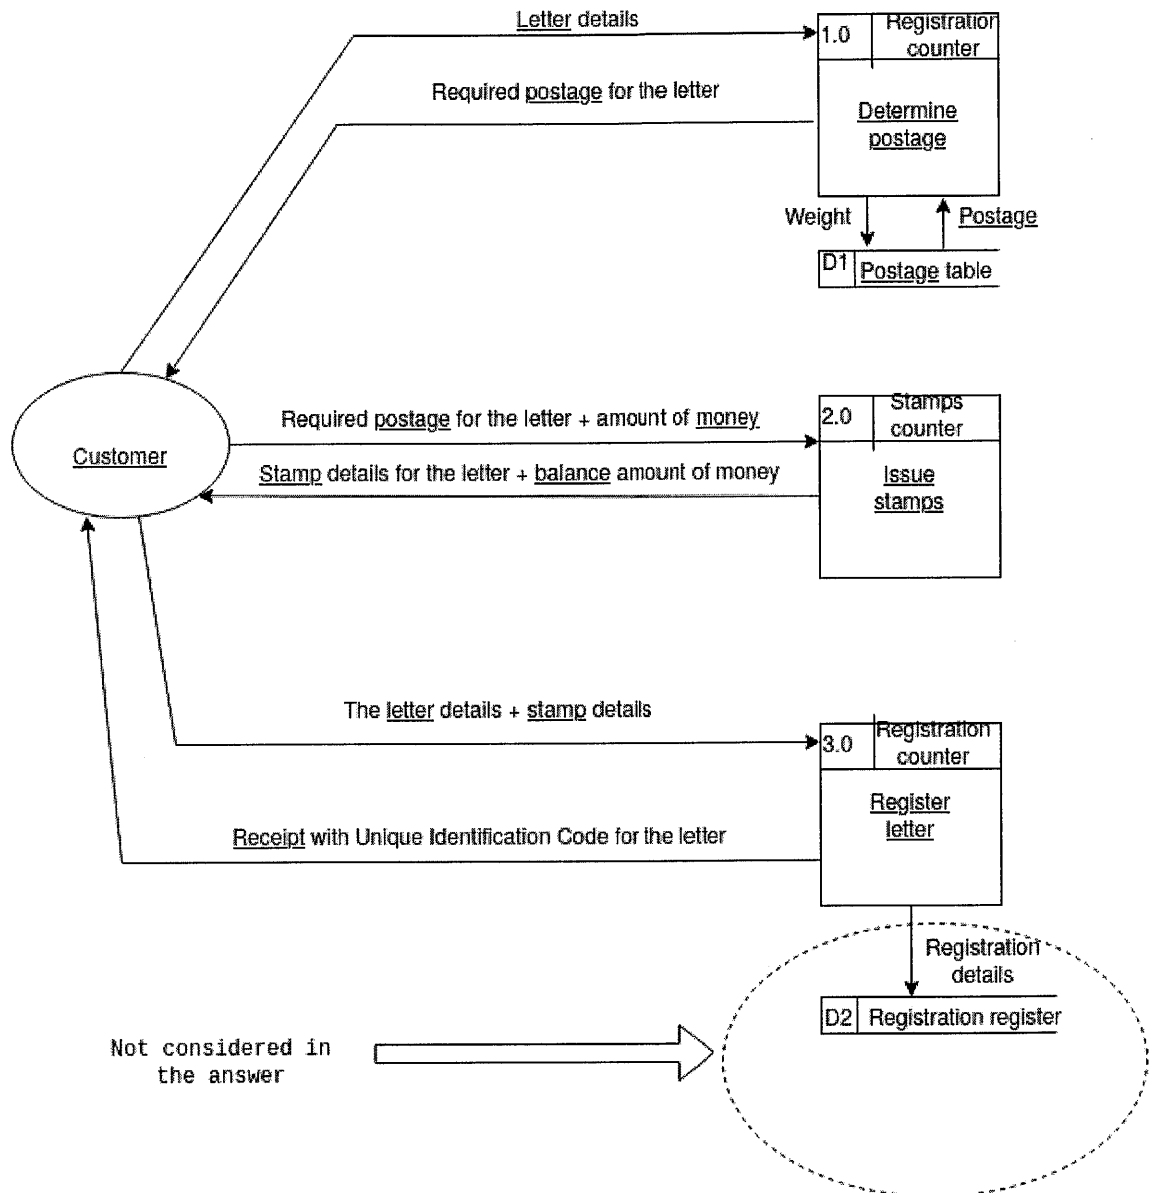 Letter details
1.0
Registration
counter
Required postage for the letter
Determine
postage
Weight
Postage
D1
Postage table
Customer
Required postage for the letter + amount of money
2.0
Stamps
counter
Stamp details for the letter + balance amount of money
Issue
stamps
The letter details + stamp details
3.0
Registration
counter
Register
letter
Receipt with Unique Identification Code for the letter
Registration
details
D2
Registration register
Not considered in
the answer